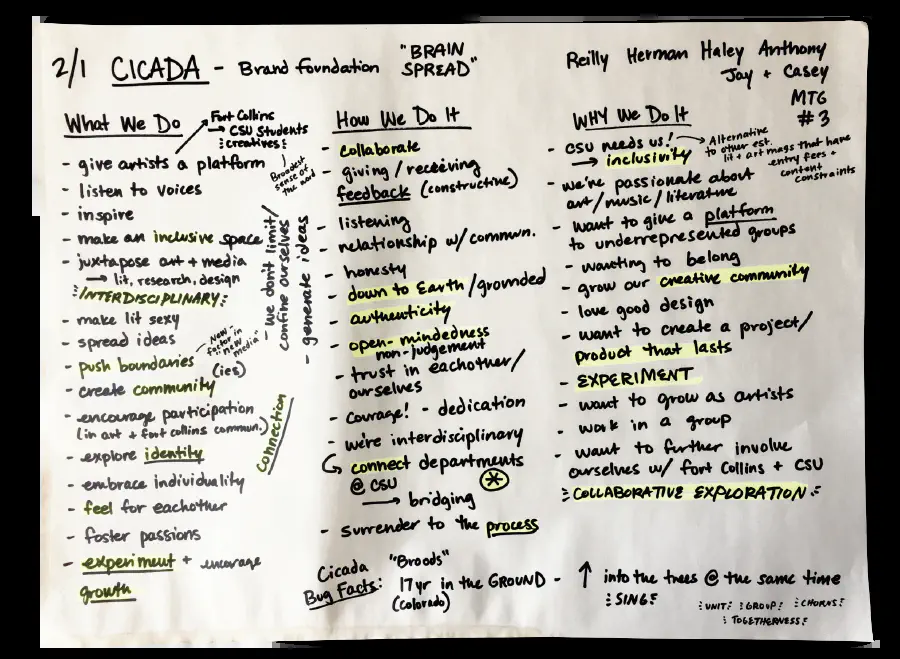 2/1 CICADA - Brand Foundation "BRAIN SPREAD"
Reilly Herman Haley Anthony
Jay + Casey
MTG
#3
What We Do
Fort Collins
→ CSU Students
creatives
Broadest
sense of
the word
- give artists a platform
- listen to voices
- inspire
- make an inclusive space
- juxtapose art + media
→ lit, research, design
INTERDISCIPLINARY
- make lit sexy
- spread ideas
- push boundaries
(ies)
New -
factor in
"new
media"
- create community
- encourage participation
(in art + fort collins commun.)
- explore identity
- embrace individuality
- feel for eachother
- foster passions
- experiment + encourage
growth
connection
- we don't limit/
confine ourselves
- generate ideas
How We Do It
- collaborate
- giving / receiving
feedback (constructive)
- listening
- relationship w/ commun.
- honesty
- down to Earth / grounded
- authenticity
- open-mindedness
non-judgement
- trust in eachother/
ourselves
- courage! - dedication
- we're interdisciplinary
connect departments
@ CSU
→ bridging
- surrender to the process
WHY We Do It
- CSU needs us!
→ inclusivity
Alternative
to other est.
lit + art mags that have
entry fees +
content
constraints
- we're passionate about
art/music/literature
- want to give a platform
to underrepresented groups
- wanting to belong
- grow our creative community
- love good design
- want to create a project/
product that lasts
- EXPERIMENT
- want to grow as artists
- work in a group
- want to further involve
ourselves w/ fort Collins + CSU
COLLABORATIVE EXPLORATION
Cicada
Bug Facts:
"Broods"
17 yr in the GROUND -
(colorado)
↑ into the trees @ the same time
SING
UNIT GROUP CHORUS
TOGETHERNESS